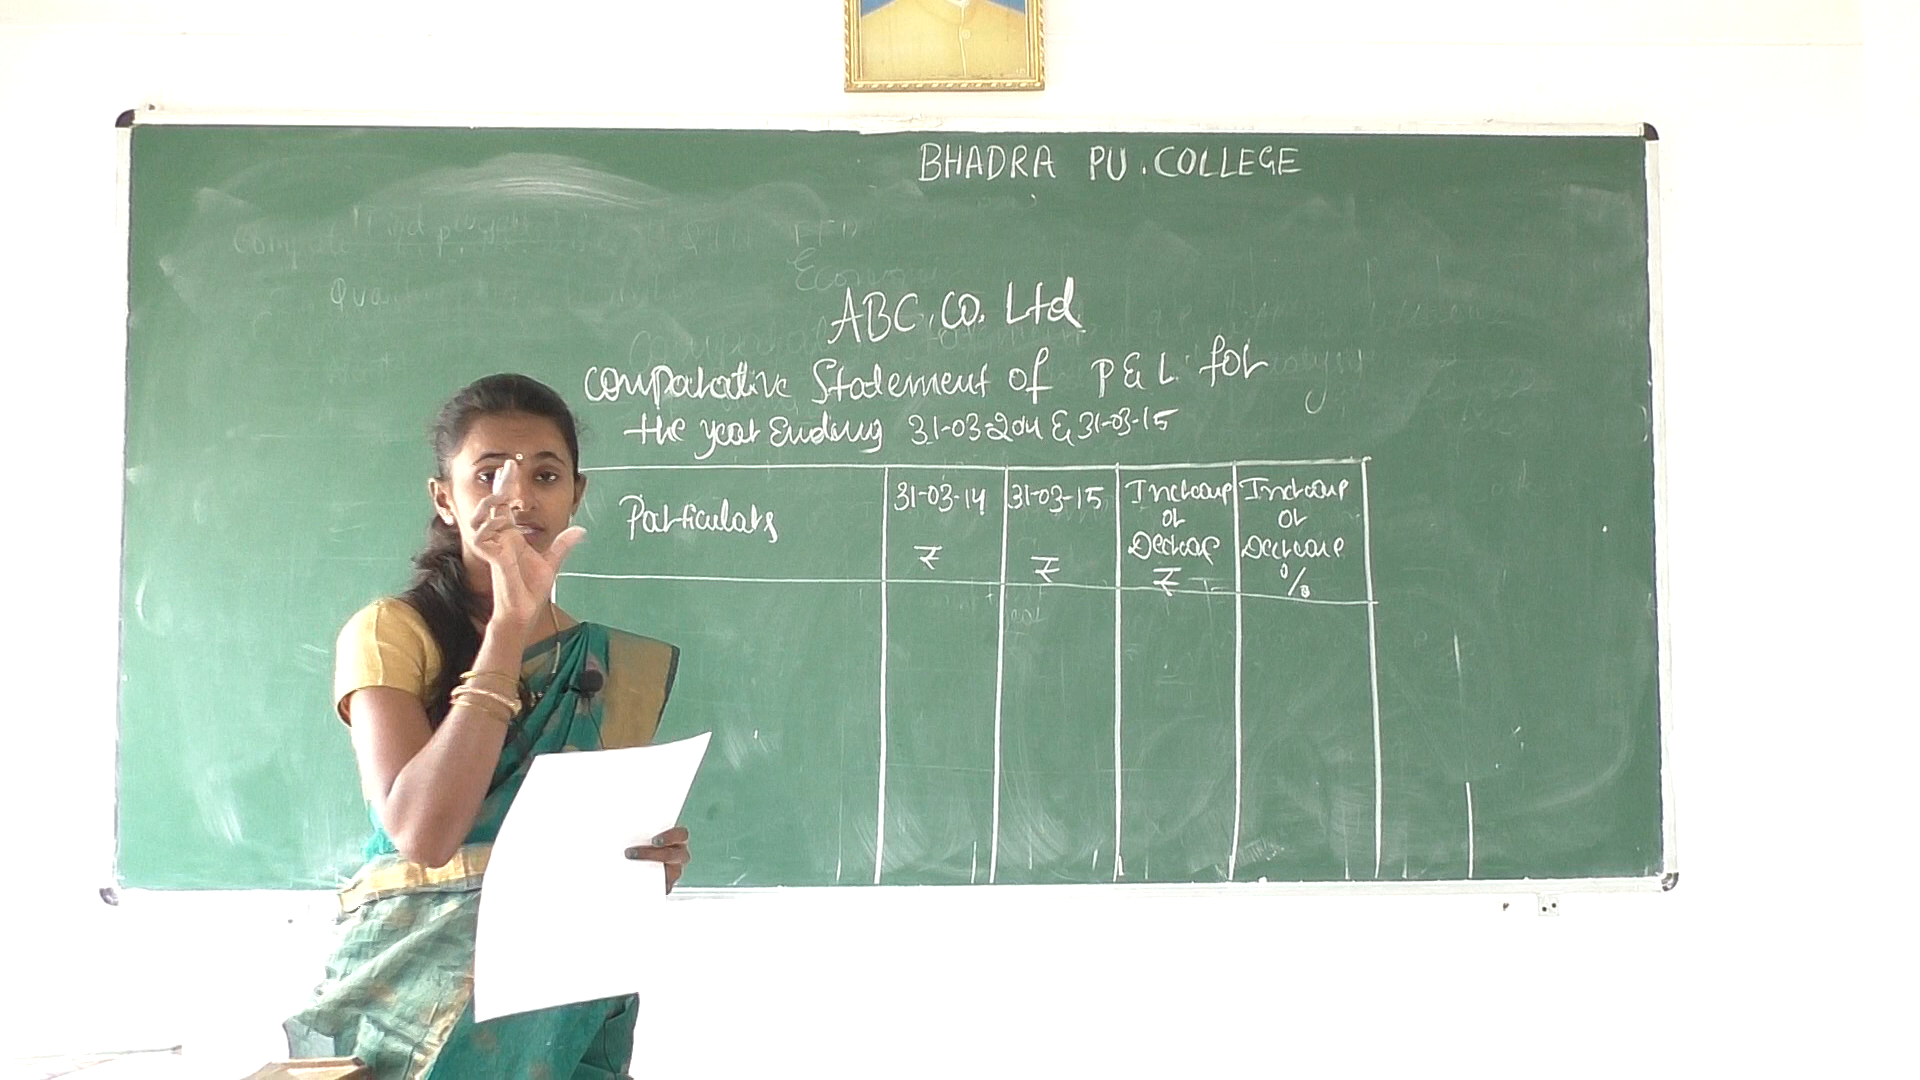 BHADRA PU. COLLEGE
ABC. CO. Ltd
comparative Statement of P & L for
the year Ending 31-03-2014 & 31-03-15
Particulars
31-03-14
₹
31-03-15
₹
Increase
or
Decrease
₹
Increase
or
Decrease
%